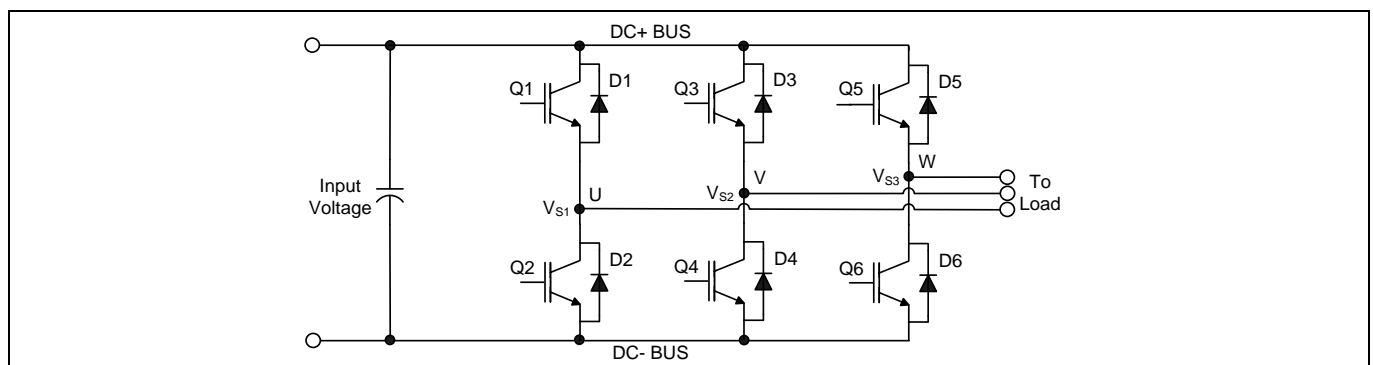 DC+ BUS
Q1
D1
Q3
D3
Q5
D5
Input
Voltage
U
V
W
VS1
VS2
VS3
To
Load
Q2
D2
Q4
D4
Q6
D6
DC- BUS